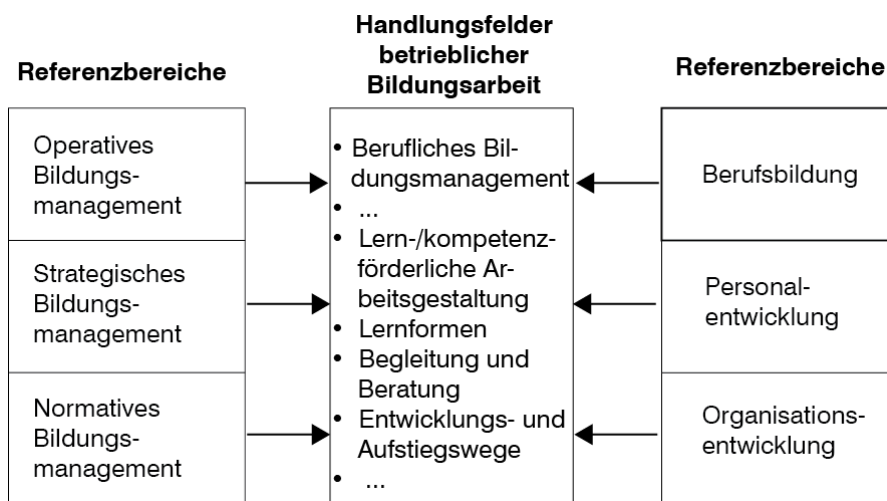 Referenzbereiche
Operatives
Bildungs-
management
Strategisches
Bildungs-
management
Normatives
Bildungs-
management
Handlungsfelder
betrieblicher
Bildungsarbeit
• Berufliches Bil-
dungsmanagement
• ...
• Lern-/kompetenz-
förderliche Ar-
beitsgestaltung
• Lernformen
• Begleitung und
Beratung
• Entwicklungs- und
Aufstiegswege
• ...
Referenzbereiche
Berufsbildung
Personal-
entwicklung
Organisations-
entwicklung